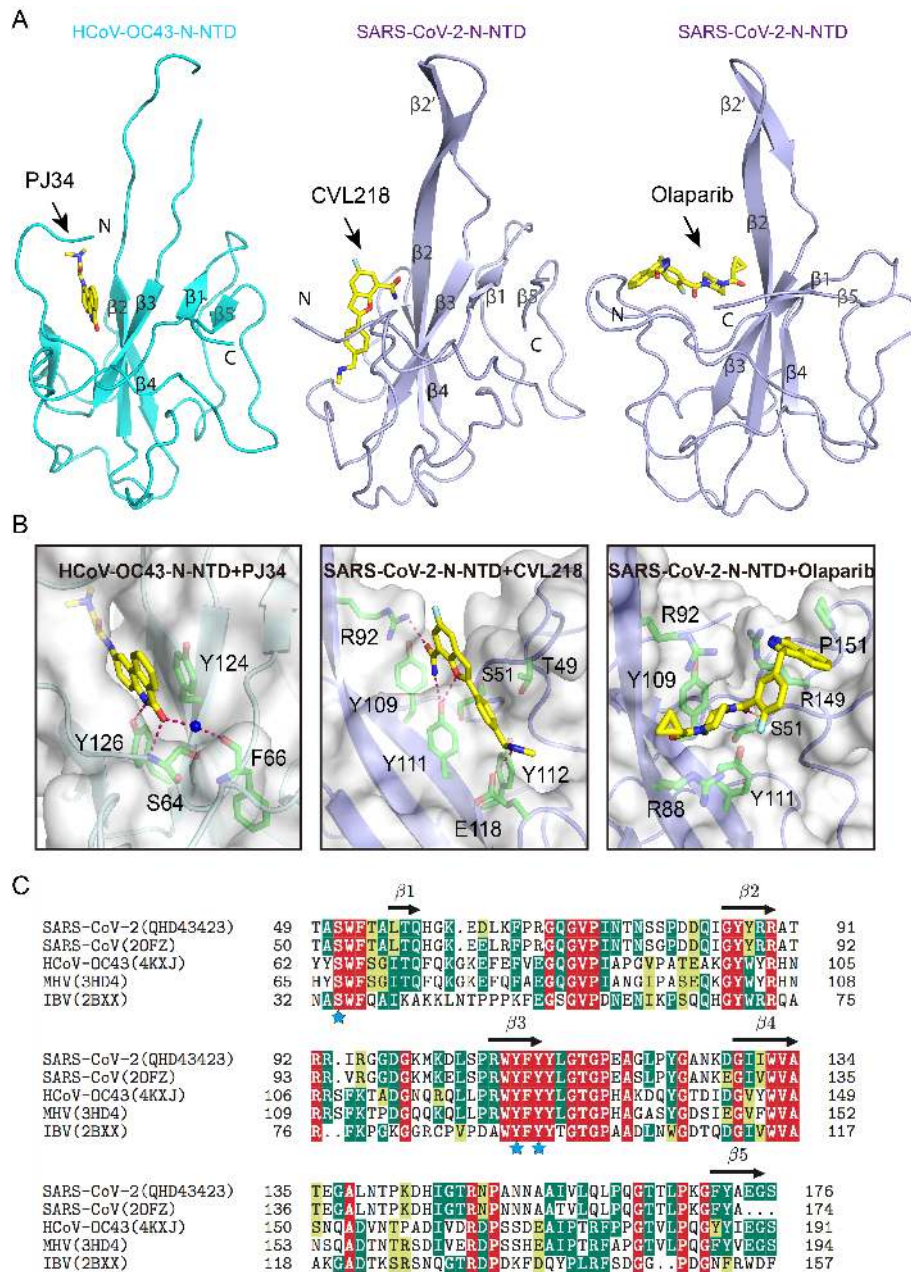 A
HCoV-OC43-N-NTD
SARS-CoV-2-N-NTD
SARS-CoV-2-N-NTD
PJ34
N
β2
β3
β1
β5
C
β4
β2'
CVL218
β2
N
β3
β1
β5
C
β4
β2'
Olaparib
β2
β1
β5
N
C
β3
β4
B
HCoV-OC43-N-NTD+PJ34
Y124
Y126
F66
S64
SARS-CoV-2-N-NTD+CVL218
R92
S51
T49
Y109
Y111
Y112
E118
SARS-CoV-2-N-NTD+Olaparib
R92
P151
Y109
R149
S51
R88
Y111
C
β1 β2
SARS-CoV-2(QHD43423) 49 TASWFTALTQHGK.EDLKFPRGQGVPINTNSSPDDQIGYYRRAT 91
SARS-CoV(2OFZ) 50 TASWFTALTQHGK.EELRFPRGQGVPINTNSGPDDQIGYYRRAT 92
HCoV-OC43(4KXJ) 62 YYSWFSGITQFQKGKEFEFVEGQGVPIAPGVPATEAKGYWYRHN 105
MHV(3HD4) 65 HYSWFSGITQFQKGKEFQFAEGQGVPIANGIPASEQKGYWYRHN 108
IBV(2BXX) 32 NASWFQAIKAKKLNTPPPKFEGSGVPDNENIKPSQQHGYWRRQA 75
β3 β4
SARS-CoV-2(QHD43423) 92 RR.IRGGDGKMKDLSPRWYFYYLGTGPEAGLPYGANKDGIIWVA 134
SARS-CoV(2OFZ) 93 RR.VRGGDGKMKELSPRWYFYYLGTGPEASLPYGANKEGIVWVA 135
HCoV-OC43(4KXJ) 106 RRSFKTADGNQRQLLPRWYFYYLGTGPHAKDQYGTDIDGVYWVA 149
MHV(3HD4) 109 RRSFKTPDGQQKQLLPRWYFYYLGTGPHAGASYGDSIEGVFWVA 152
IBV(2BXX) 76 R..FKPGKGGRCPVPDAWYFYYTGTGPAADLNWGDTQDGIVWVA 117
β5
SARS-CoV-2(QHD43423) 135 TEGALNTPKDHIGTRNPANNAAIVLQLPQGTTLPKGFYAEGS 176
SARS-CoV(2OFZ) 136 TEGALNTPKDHIGTRNPNNNAATVLQLPQGTTLPKGFYA... 174
HCoV-OC43(4KXJ) 150 SNQADVNTPADIVDRDPSSDEAIPTRFPPGTVLPQGYYIEGS 191
MHV(3HD4) 153 NSQADTNTRSDIVERDPSSHEAIPTRFAPGTVLPQGFYVEGS 194
IBV(2BXX) 118 AKGADTKSRSNQGTRDPDKFDQYPLRFSDGG..PDGNFRWDF 157